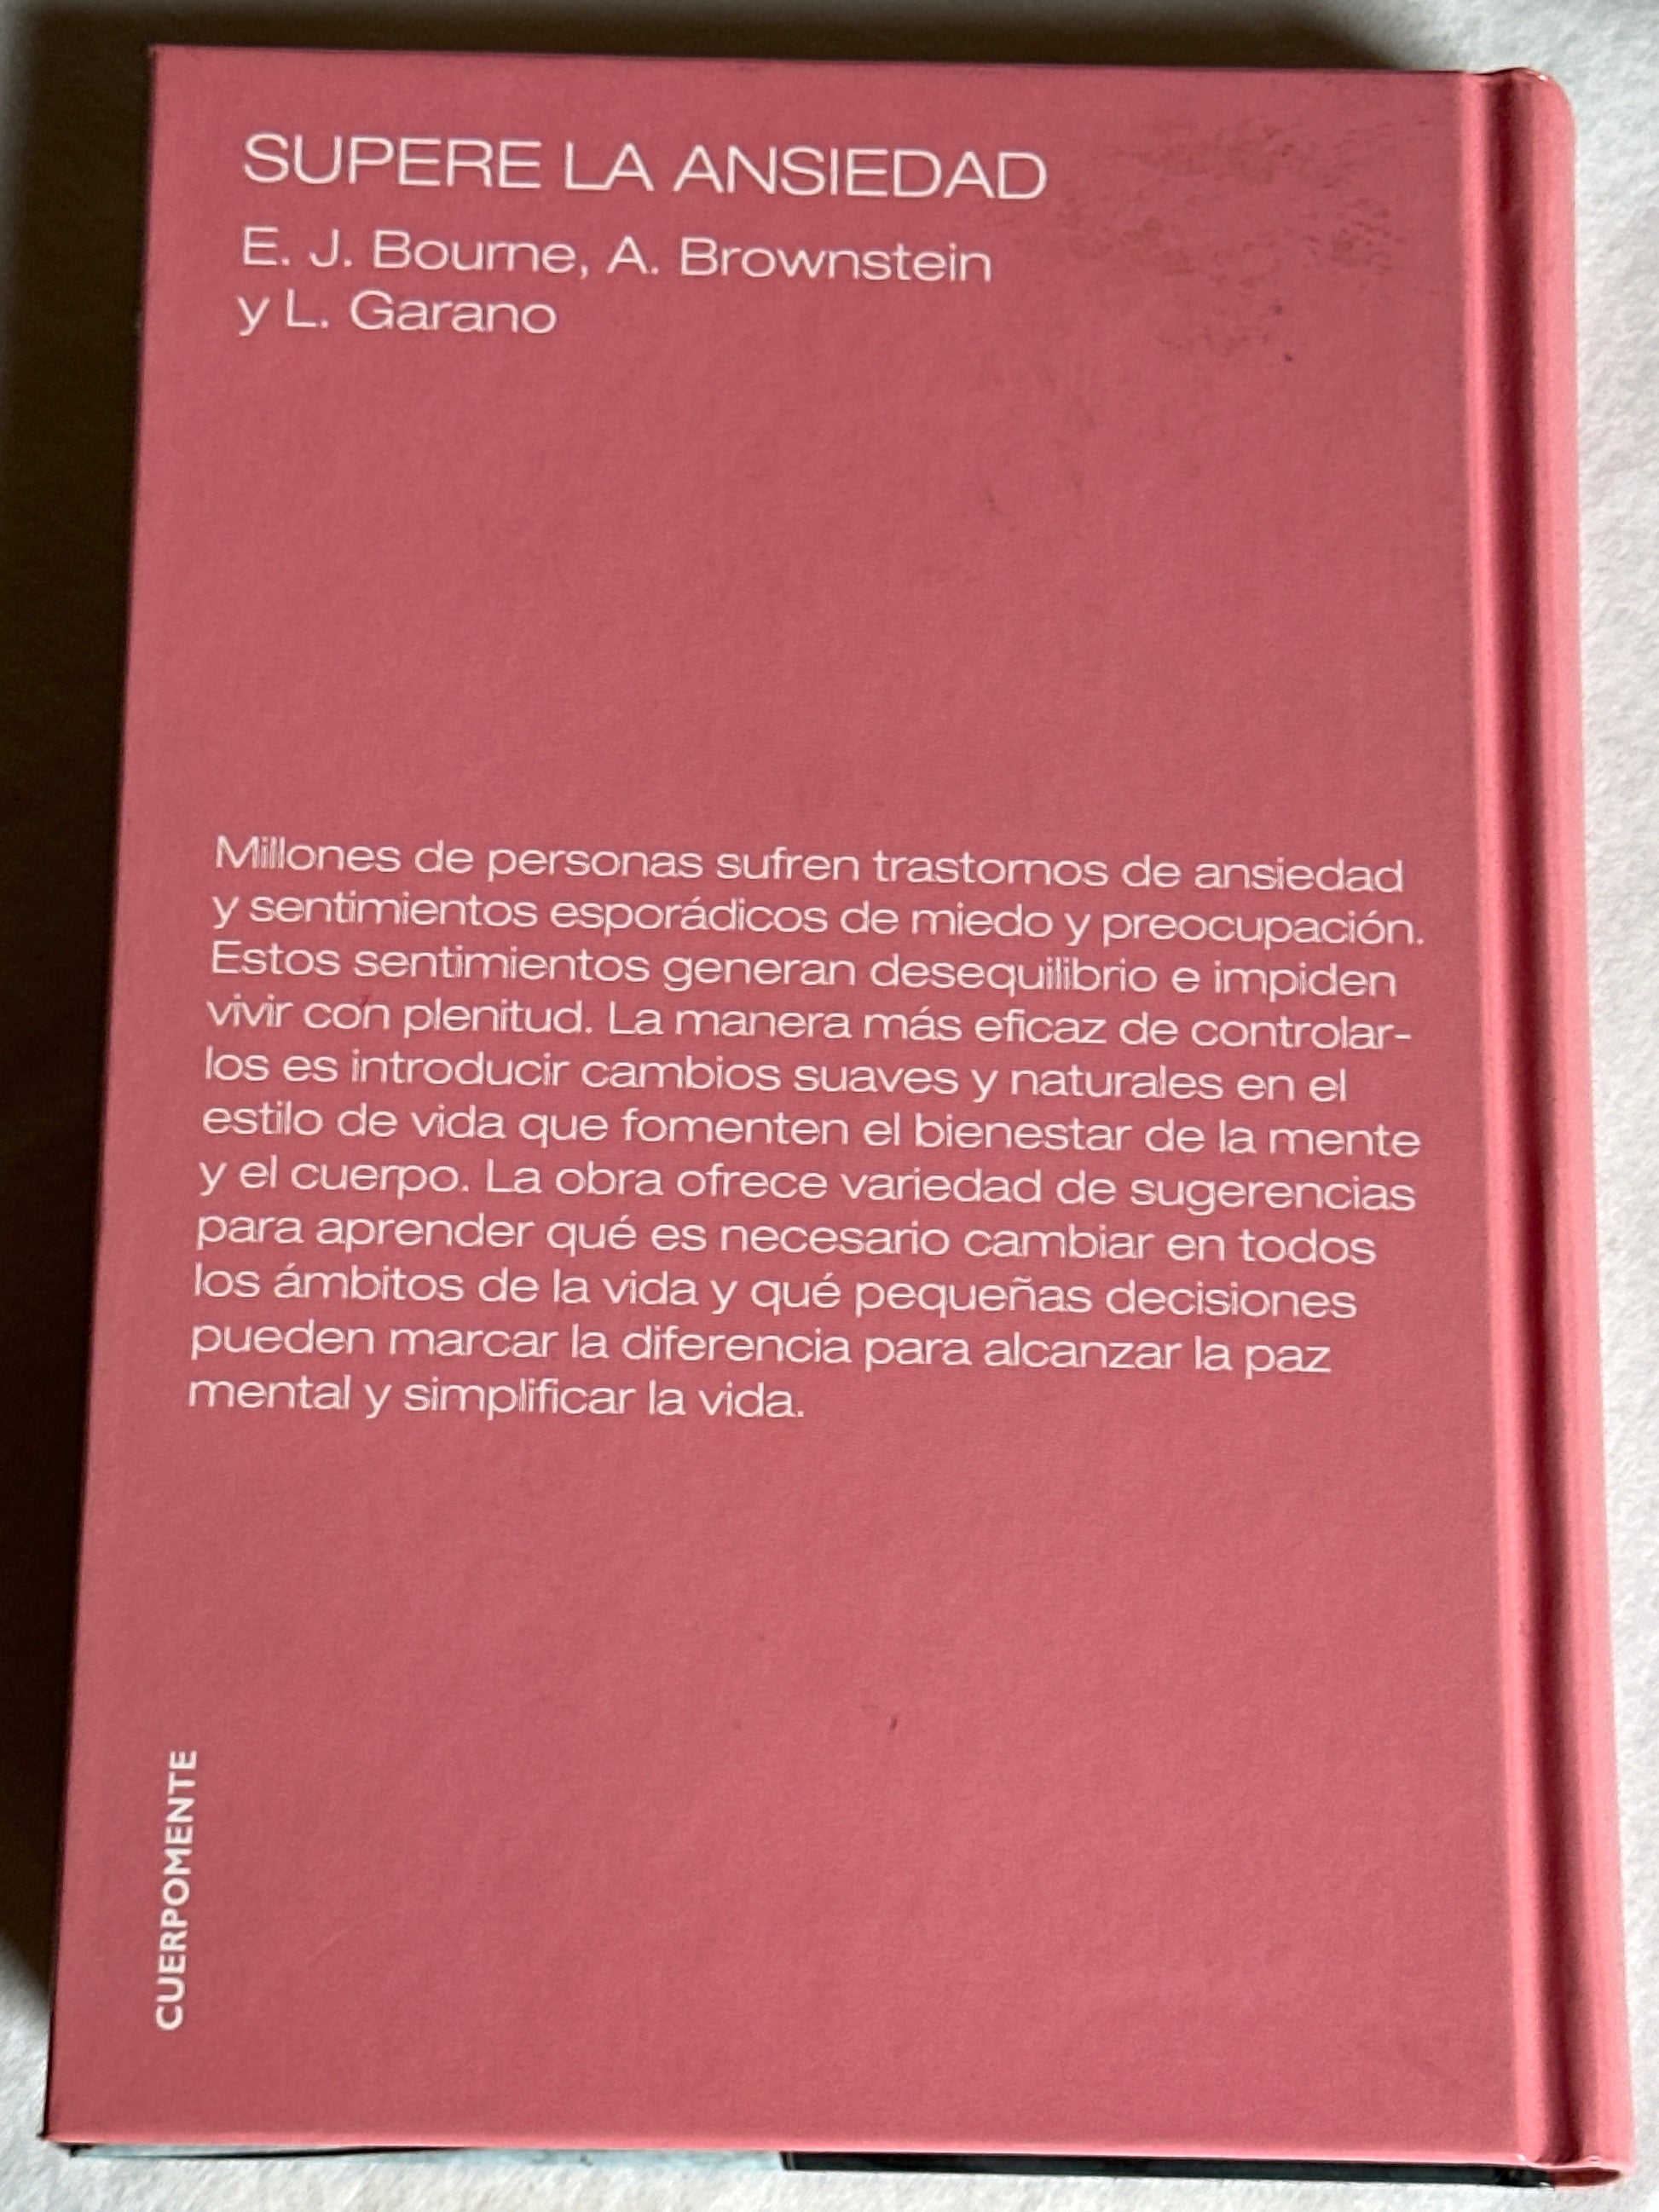 SUPERE LA ANSIEDAD
E. J. Bourne, A. Brownstein
y L. Garano
Millones de personas sufren trastornos de ansiedad
y sentimientos esporádicos de miedo y preocupación.
Estos sentimientos generan desequilibrio e impiden
vivir con plenitud. La manera más eficaz de controlar-
los es introducir cambios suaves y naturales en el
estilo de vida que fomenten el bienestar de la mente
y el cuerpo. La obra ofrece variedad de sugerencias
para aprender qué es necesario cambiar en todos
los ámbitos de la vida y qué pequeñas decisiones
pueden marcar la diferencia para alcanzar la paz
mental y simplificar la vida.
CUERPOMENTE